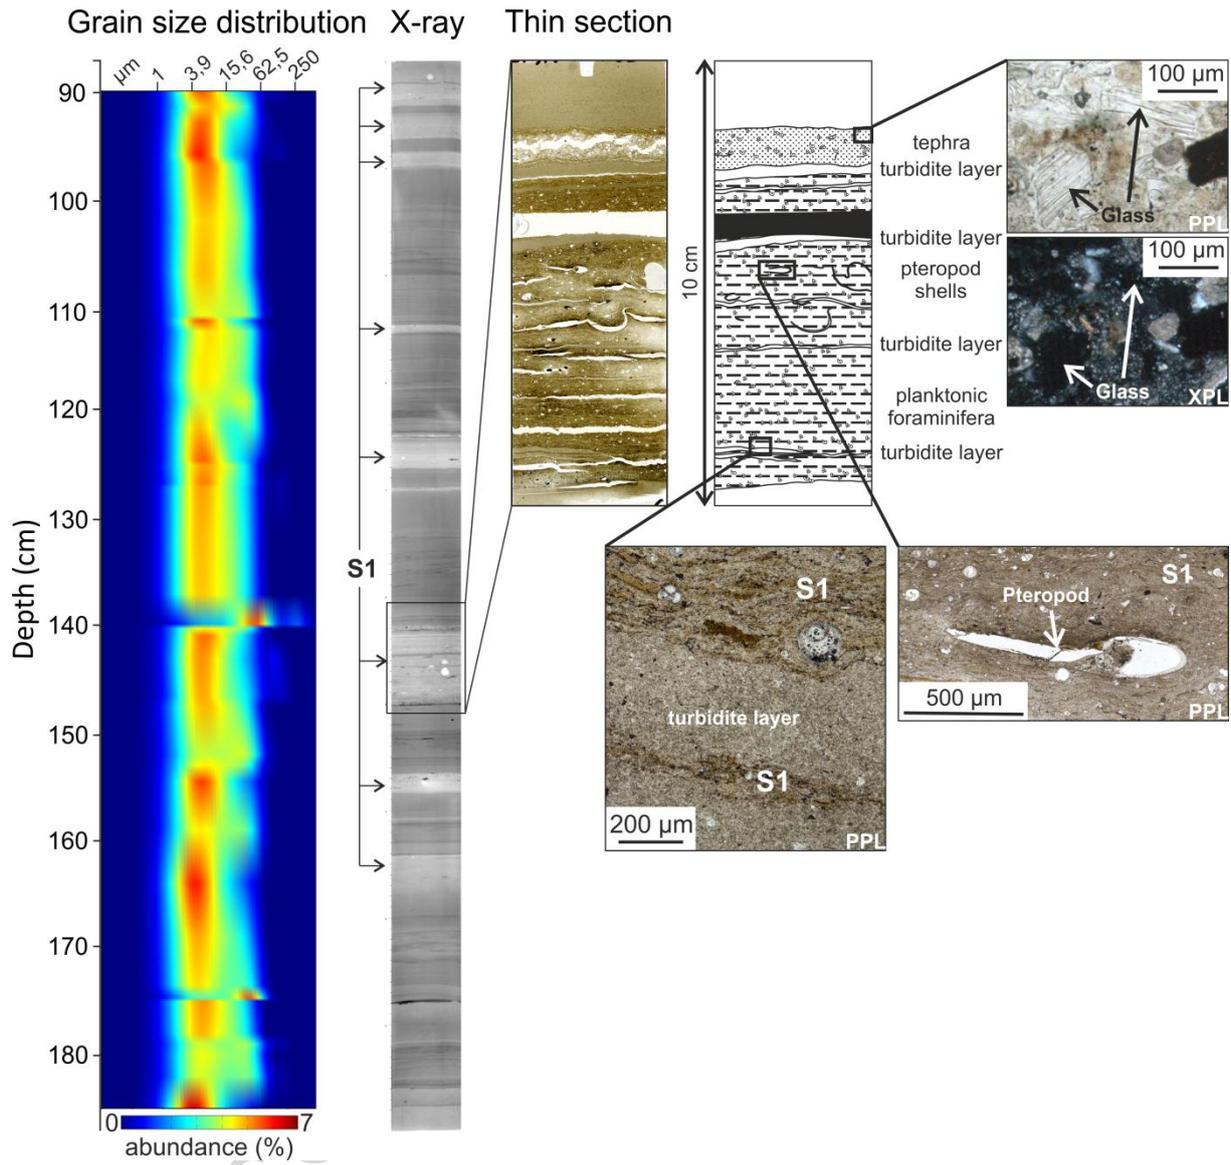 Grain size distribution
X-ray
Thin section
µm
1
3,9
15,6
62,5
250
90
100
110
120
130
140
150
160
170
180
Depth (cm)
0
7
abundance (%)
S1
10 cm
tephra
turbidite layer
turbidite layer
pteropod
shells
turbidite layer
planktonic
foraminifera
turbidite layer
100 µm
Glass
PPL
100 µm
Glass
XPL
S1
turbidite layer
S1
200 µm
PPL
S1
Pteropod
500 µm
PPL